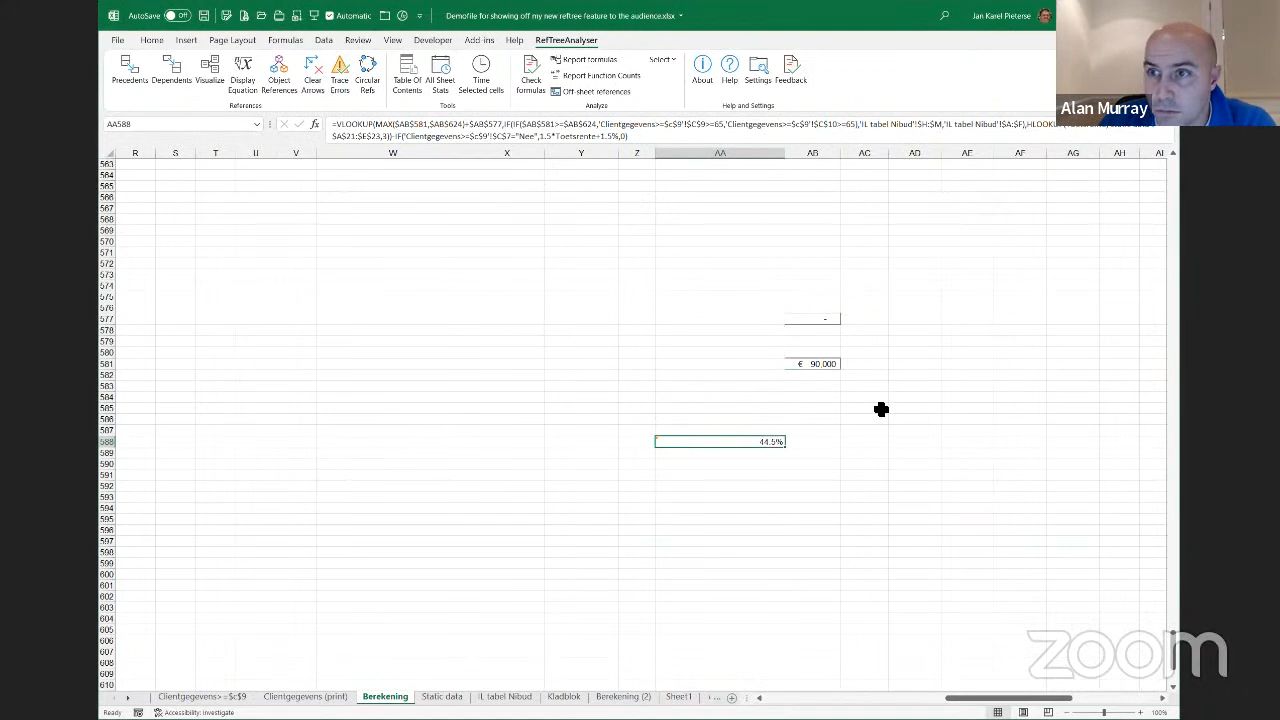 AutoSave Off Automatic Demofile for showing off my new reftree feature to the audience.xlsx Jan Karel Pieterse
File Home Insert Page Layout Formulas Data Review View Developer Add-ins Help RefTreeAnalyser
Precedents Dependents Visualize Display Equation Object References Clear Arrows Trace Errors Circular Refs
Table Of Contents All Sheet Stats Time Selected cells
Check formulas Report formulas Select
Report Function Counts
Off-sheet references
About Help Settings Feedback
References Tools Analyze Help and Settings
Alan Murray
AA588 fx =VLOOKUP(MAX($AB$581,$AB$624)+$AB$577,IF(IF($AB$581>=$AB$624,'Clientgegevens>=$c$9'!$C$9>=65,'Clientgegevens>=$c$9'!$C$10>=65),'IL tabel Nibud'!$H:$M,'IL tabel Nibud'!$A:$F),
$A$21:$E$23,3))-IF('Clientgegevens>=$c$9'!$C$7="Nee",1.5*Toetsrente+1.5%,0)
R S T U V W X Y Z AA AB AC AD AE AF AG AH AI
563
564
565
566
567
568
569
570
571
572
573
574
575
576
577 -
578
579
580
581 € 90,000
582
583
584
585
586
587
588 44.5%
589
590
591
592
593
594
595
596
597
598
599
600
601
602
603
604
605
606
607
608
609
610
zoom
Clientgegevens>=$c$9 Clientgegevens (print) Berekening Static data IL tabel Nibud Kladblok Berekening (2) Sheet1 ...
Ready Accessibility: Investigate 100%